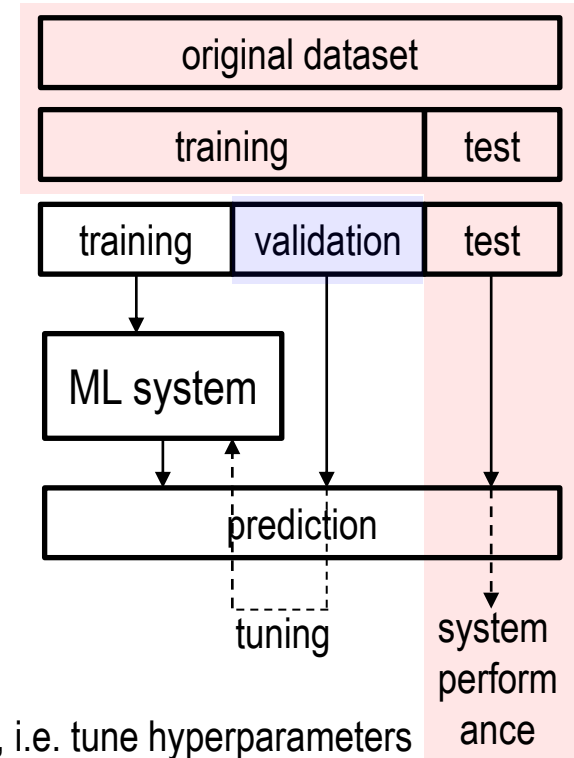 original dataset
training test
training validation test
ML system
prediction
tuning
system
perform
ance
, i.e. tune hyperparameters